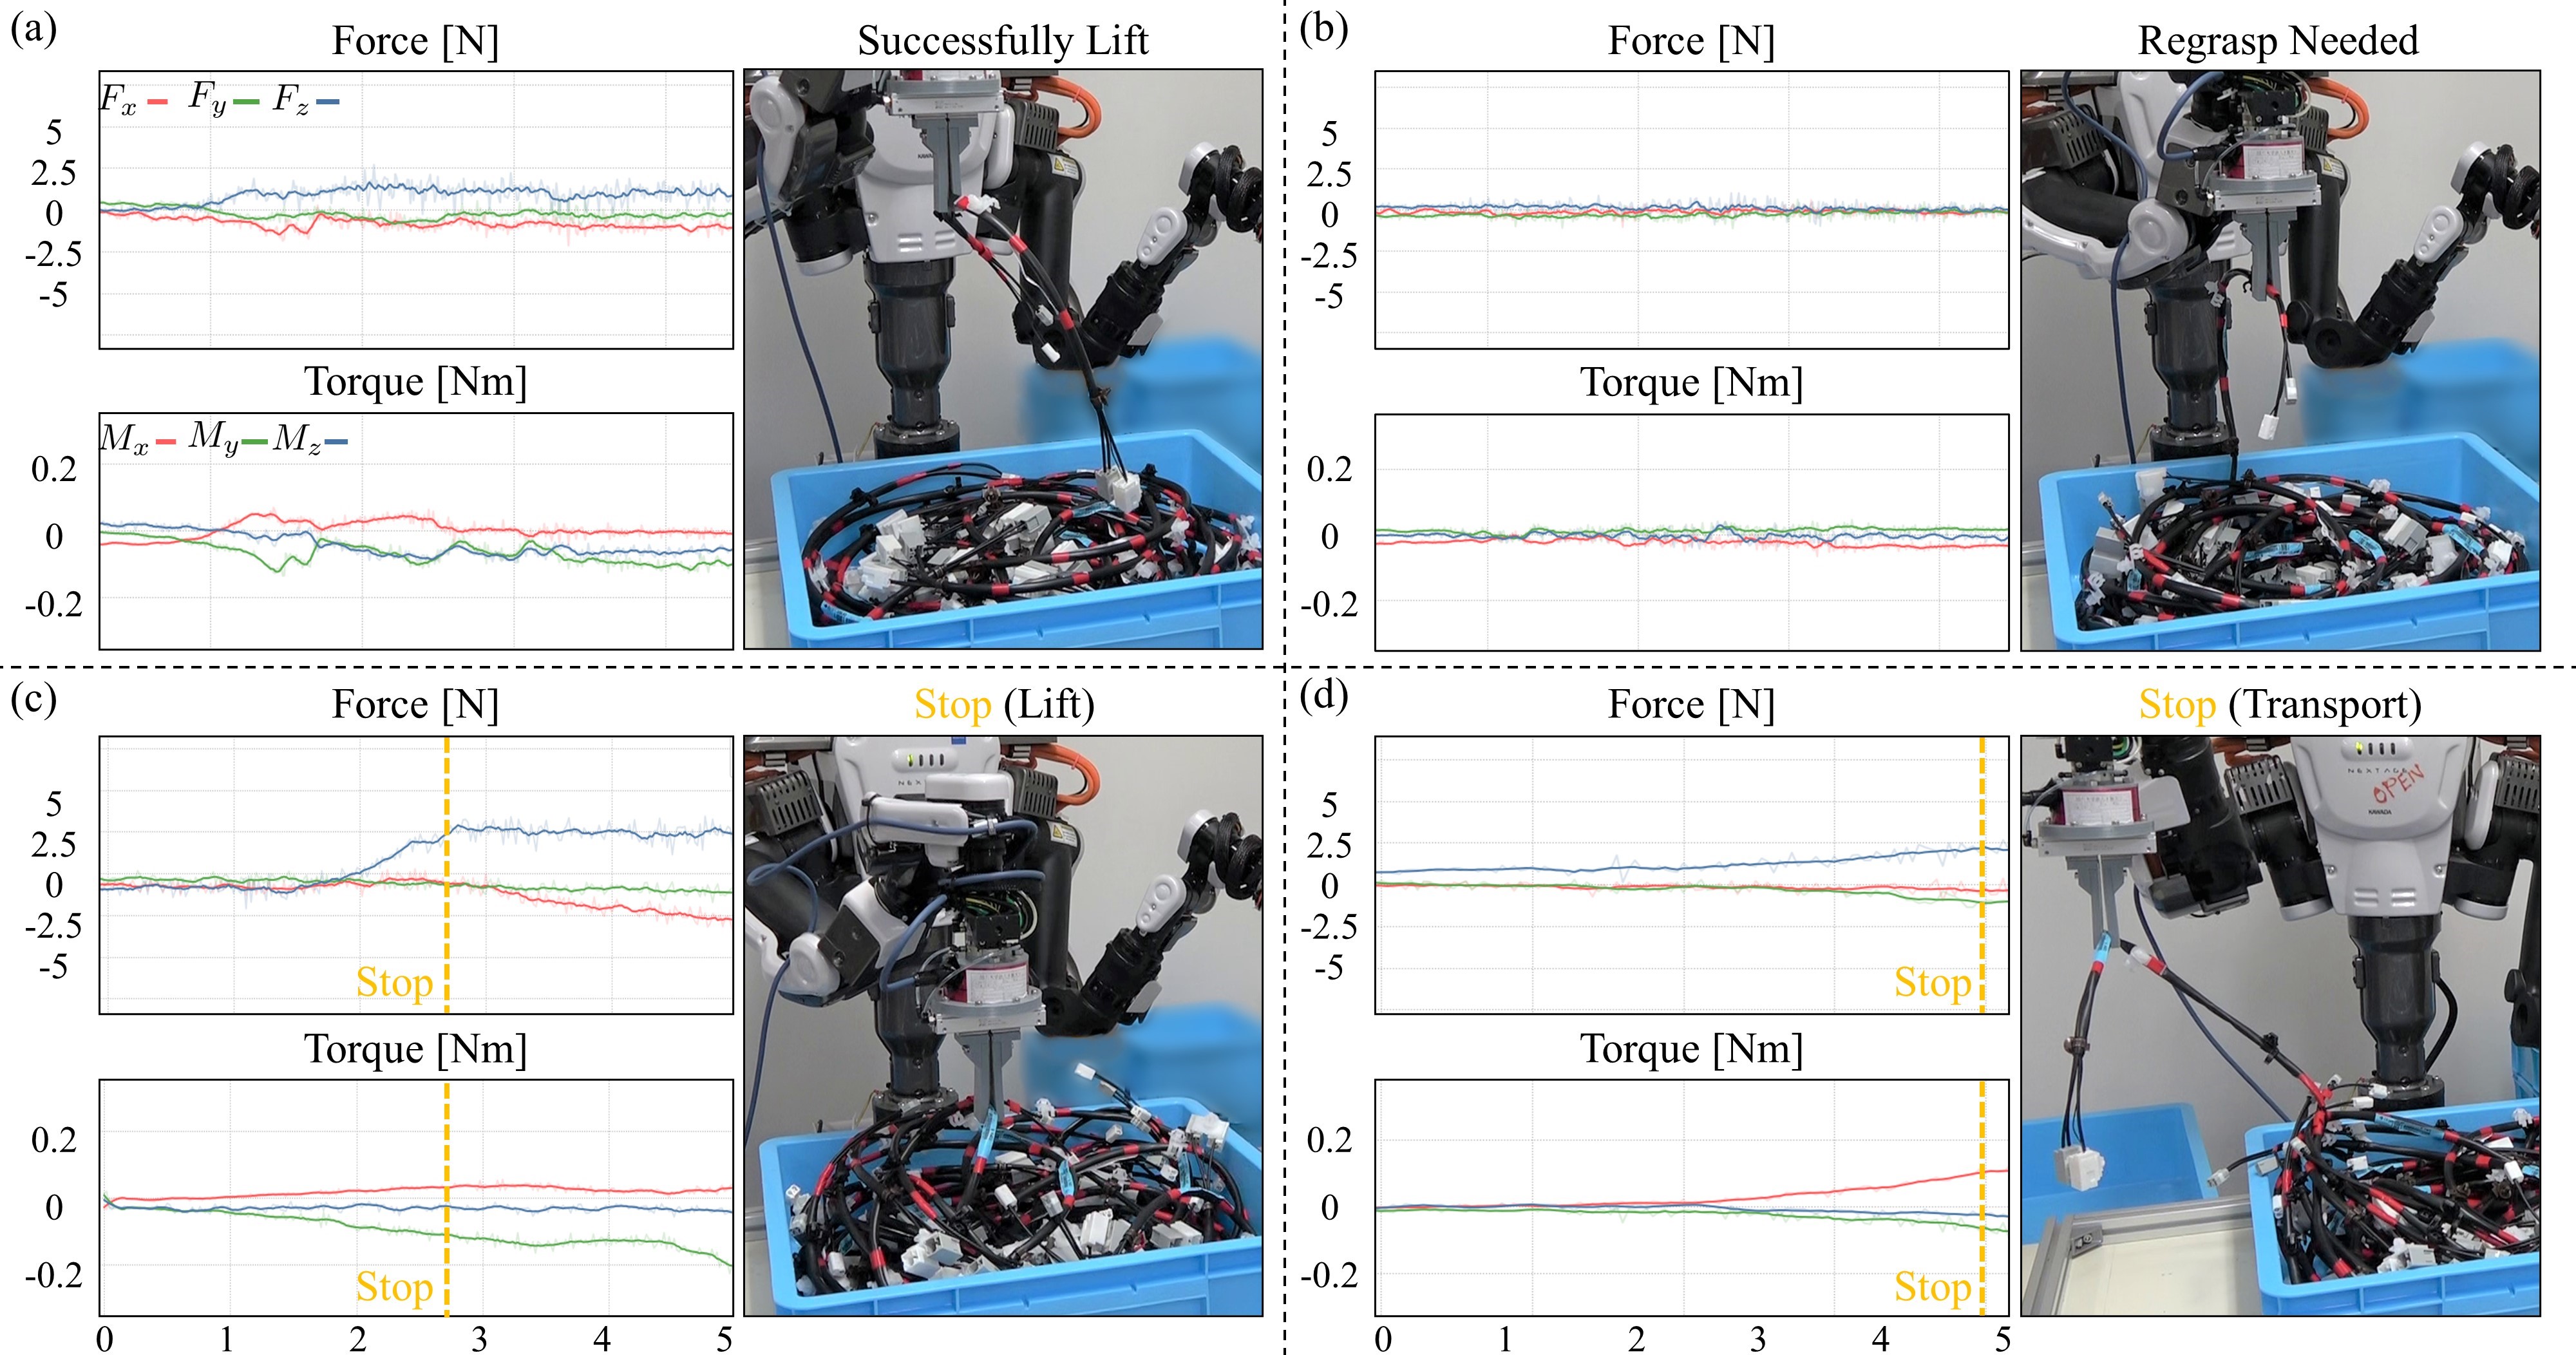 (a)
Force [N]
Successfully Lift
Fx Fy Fz
5
2.5
0
-2.5
-5
Torque [Nm]
Mx My Mz
0.2
0
-0.2
(b)
Force [N]
Regrasp Needed
5
2.5
0
-2.5
-5
Torque [Nm]
0.2
0
-0.2
(c)
Force [N]
Stop (Lift)
5
2.5
0
-2.5
-5
Stop
Torque [Nm]
0.2
0
-0.2
Stop
0 1 2 3 4 5
(d)
Force [N]
Stop (Transport)
NEXTAGE
OPEN
KAWADA
5
2.5
0
-2.5
-5
Stop
Torque [Nm]
0.2
0
-0.2
Stop
0 1 2 3 4 5